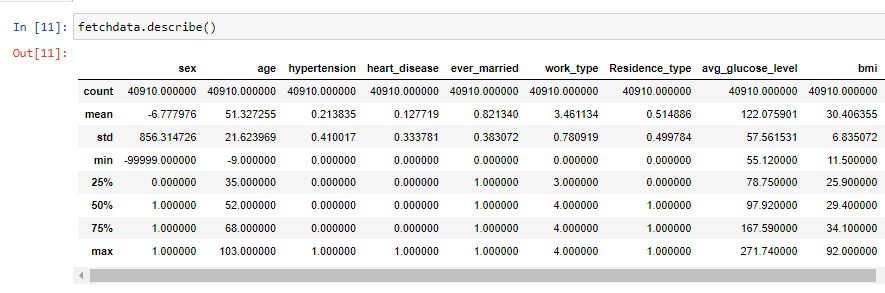 In [11]: fetchdata.describe()
Out[11]:
sex age hypertension heart_disease ever_married work_type Residence_type avg_glucose_level bmi
count 40910.000000 40910.000000 40910.000000 40910.000000 40910.000000 40910.000000 40910.000000 40910.000000 40910.000000
mean -6.777976 51.327255 0.213835 0.127719 0.821340 3.461134 0.514886 122.075901 30.406355
std 856.314726 21.623969 0.410017 0.333781 0.383072 0.780919 0.499784 57.561531 6.835072
min -99999.000000 -9.000000 0.000000 0.000000 0.000000 0.000000 0.000000 55.120000 11.500000
25% 0.000000 35.000000 0.000000 0.000000 1.000000 3.000000 0.000000 78.750000 25.900000
50% 1.000000 52.000000 0.000000 0.000000 1.000000 4.000000 1.000000 97.920000 29.400000
75% 1.000000 68.000000 0.000000 0.000000 1.000000 4.000000 1.000000 167.590000 34.100000
max 1.000000 103.000000 1.000000 1.000000 1.000000 4.000000 1.000000 271.740000 92.000000